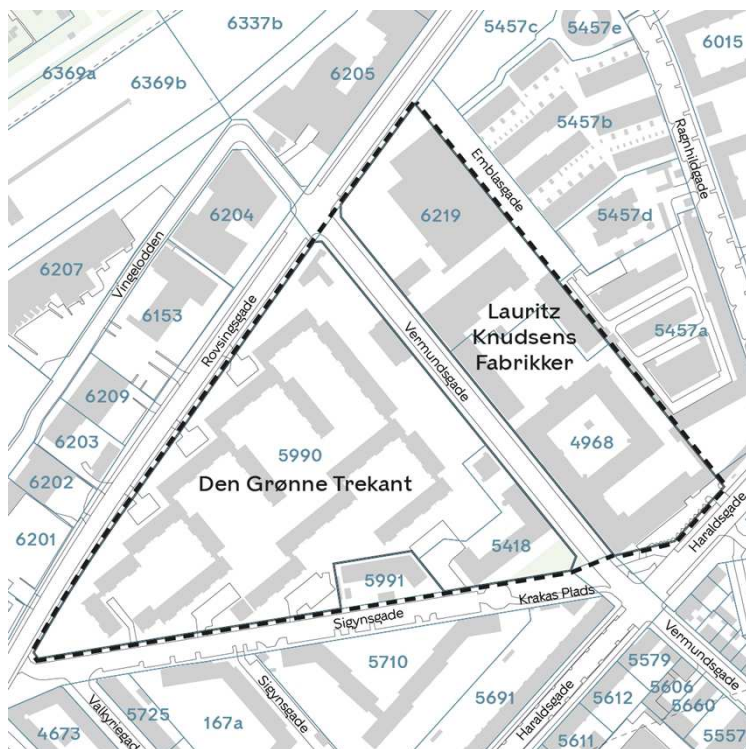 6337b
5457c
5457e
6015
6369a
6369b
6205
5457b
Ragnhildgade
Emblasgade
6204
6219
5457d
6207
Vingelodden
6153
Rovsingsgade
Lauritz
Knudsens
Fabrikker
5457a
Vermundsgade
6209
6203
4968
5990
Den Grønne Trekant
6202
6201
5418
Haraldsgade
5991
Krakas Plads
Sigynsgade
Vermundsgade
5710
5579
5606
5660
5691
5612
Haraldsgade
Sigynsgade
Valkyriegade
5725
167a
4673
5611
5557